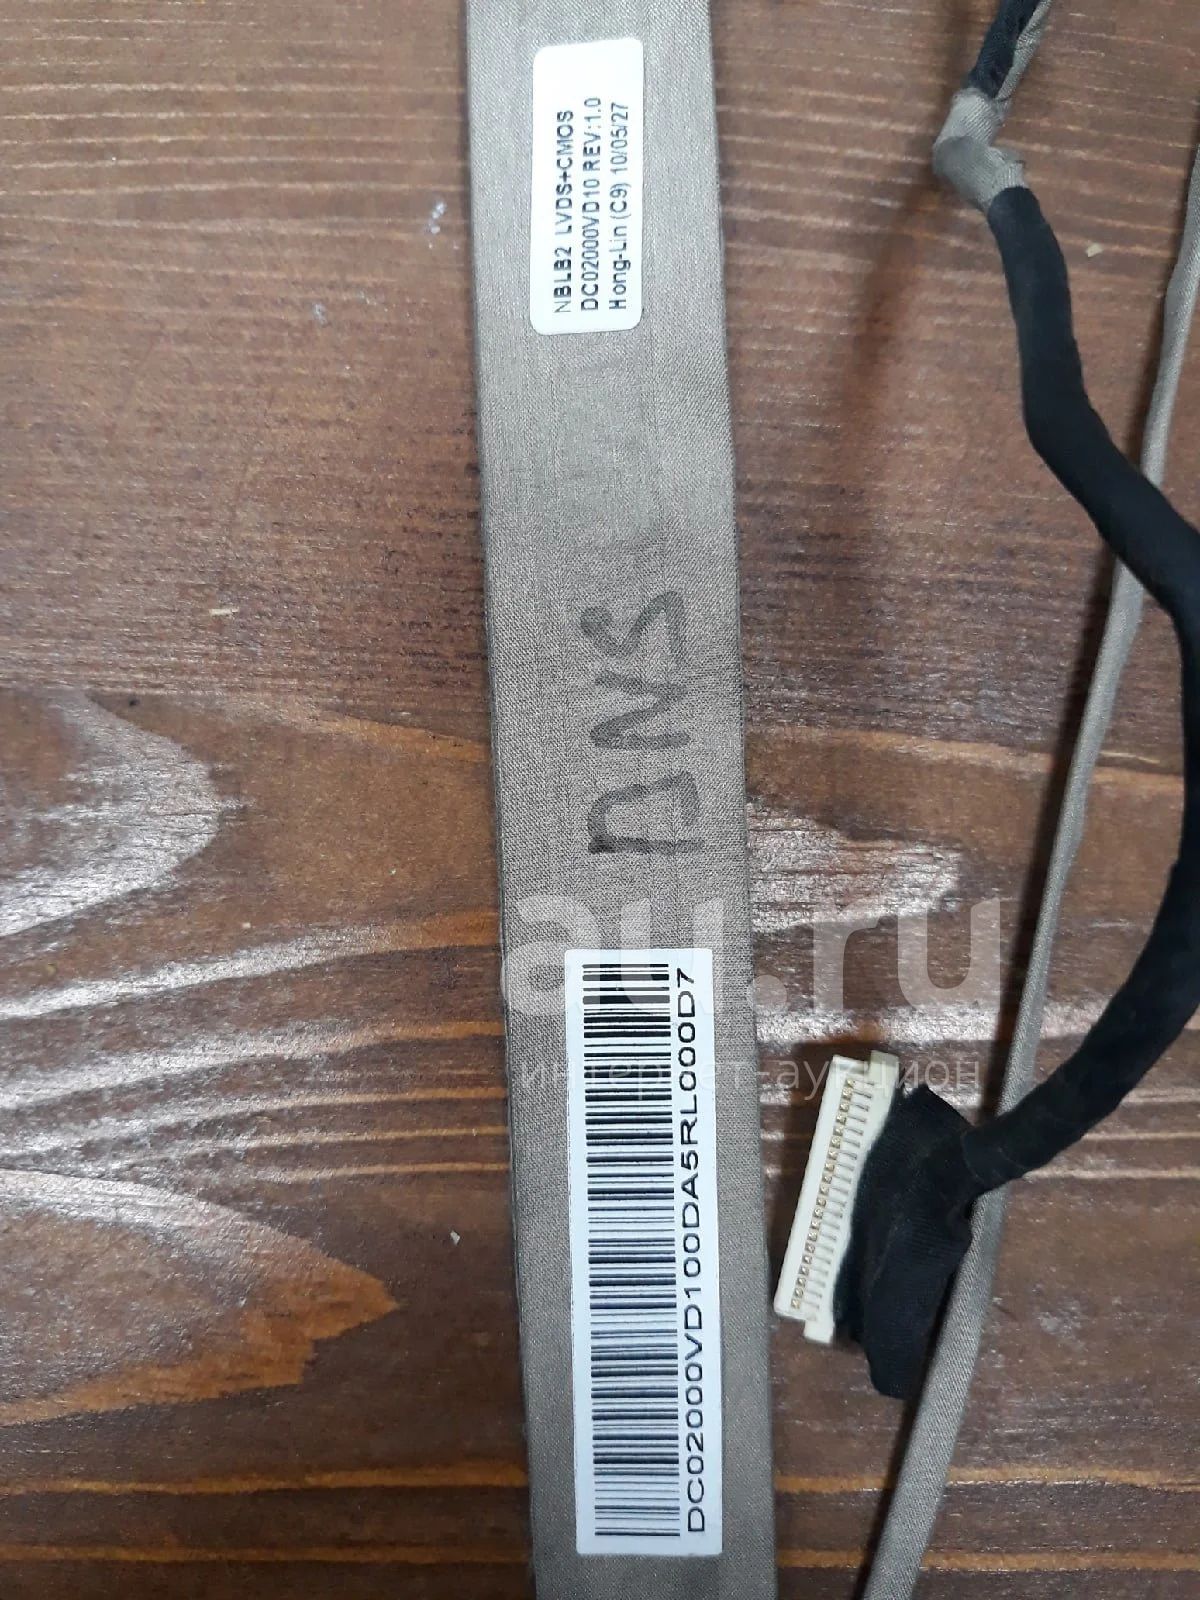 NBLB2 LVDS+CMOS
DC02000VD10 REV:1.0
Hong-Lin (C9) 10/05/27
DNS
au.ru
интернет-аукцион
DC02000VD100DA5RL000D7